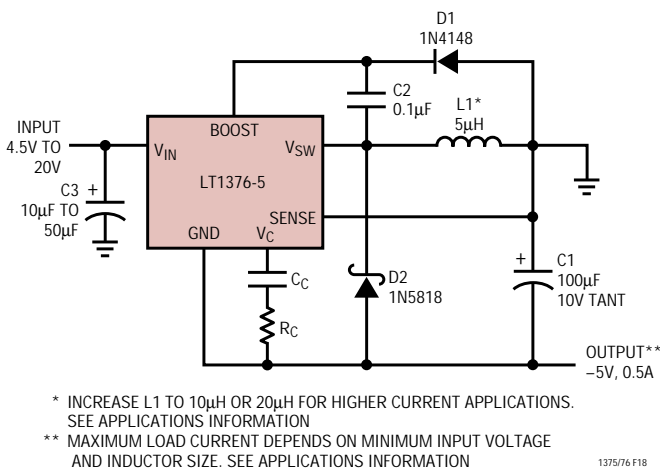 D1
1N4148
C2
0.1µF
L1*
5µH
INPUT
4.5V TO
20V
BOOST
V_IN
V_SW
LT1376-5
C3 +
10µF TO
50µF
SENSE
GND
V_C
C_C
R_C
D2
1N5818
+
C1
100µF
10V TANT
OUTPUT**
–5V, 0.5A
* INCREASE L1 TO 10µH OR 20µH FOR HIGHER CURRENT APPLICATIONS.
SEE APPLICATIONS INFORMATION
** MAXIMUM LOAD CURRENT DEPENDS ON MINIMUM INPUT VOLTAGE
AND INDUCTOR SIZE. SEE APPLICATIONS INFORMATION
1375/76 F18